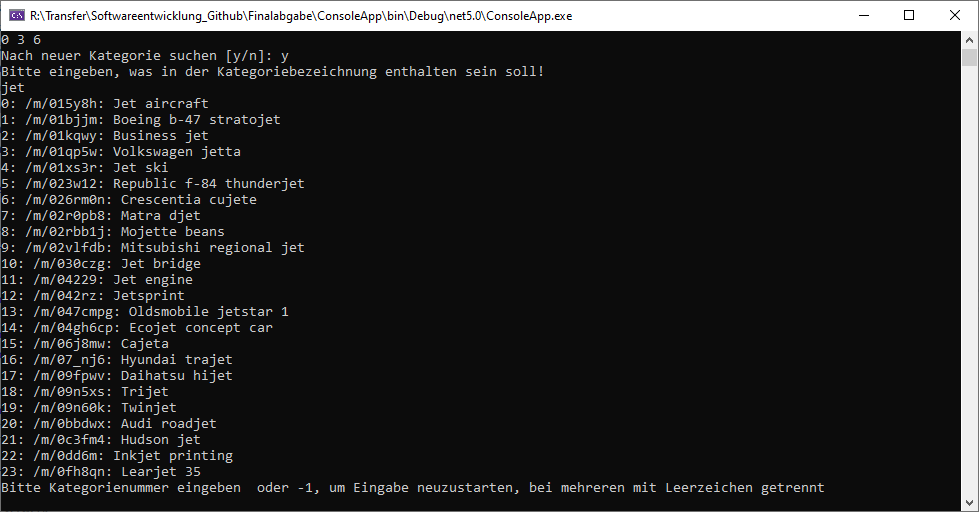 R:\Transfer\Softwareentwicklung_Github\Finalabgabe\ConsoleApp\bin\Debug\net5.0\ConsoleApp.exe
0 3 6
Nach neuer Kategorie suchen [y/n]: y
Bitte eingeben, was in der Kategoriebezeichnung enthalten sein soll!
jet
0: /m/015y8h: Jet aircraft
1: /m/01bjjm: Boeing b-47 stratojet
2: /m/01kqwy: Business jet
3: /m/01qp5w: Volkswagen jetta
4: /m/01xs3r: Jet ski
5: /m/023w12: Republic f-84 thunderjet
6: /m/026rm0n: Crescentia cujete
7: /m/02r0pb8: Matra djet
8: /m/02rbb1j: Mojette beans
9: /m/02vlfdb: Mitsubishi regional jet
10: /m/030czg: Jet bridge
11: /m/04229: Jet engine
12: /m/042rz: Jetsprint
13: /m/047cmpg: Oldsmobile jetstar 1
14: /m/04gh6cp: Ecojet concept car
15: /m/06j8mw: Cajeta
16: /m/07_nj6: Hyundai trajet
17: /m/09fpwv: Daihatsu hijet
18: /m/09n5xs: Trijet
19: /m/09n60k: Twinjet
20: /m/0bbdwx: Audi roadjet
21: /m/0c3fm4: Hudson jet
22: /m/0dd6m: Inkjet printing
23: /m/0fh8qn: Learjet 35
Bitte Kategorienummer eingeben  oder -1, um Eingabe neuzustarten, bei mehreren mit Leerzeichen getrennt